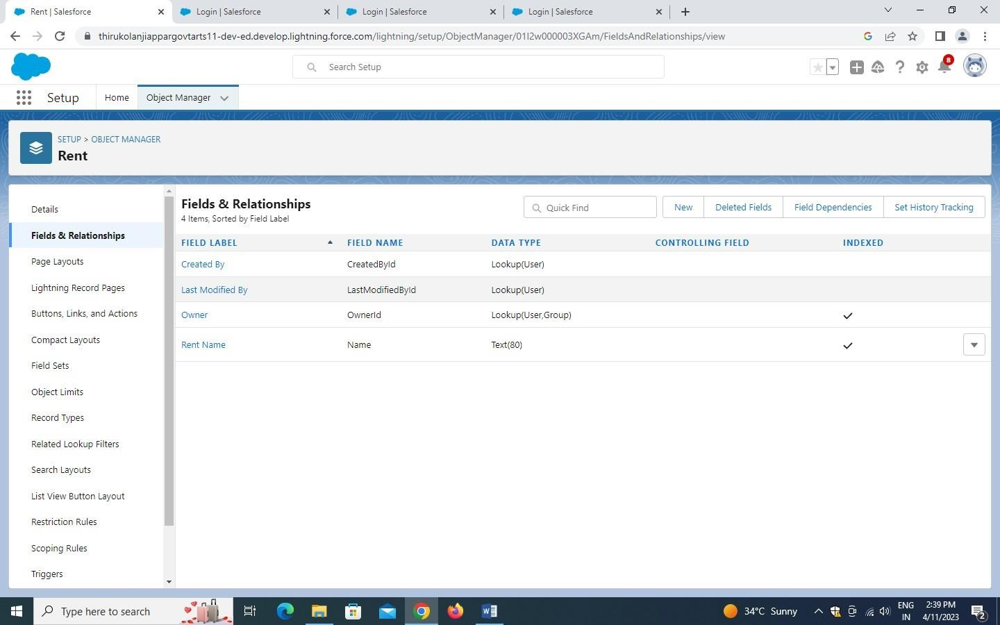 Rent | Salesforce
Login | Salesforce
Login | Salesforce
Login | Salesforce
thirukolanjiappargovtarts11-dev-ed.develop.lightning.force.com/lightning/setup/ObjectManager/01I2w000003XGAm/FieldsAndRelationships/view
Search Setup
8
Setup
Home
Object Manager
SETUP > OBJECT MANAGER
Rent
Details
Fields & Relationships
Page Layouts
Lightning Record Pages
Buttons, Links, and Actions
Compact Layouts
Field Sets
Object Limits
Record Types
Related Lookup Filters
Search Layouts
List View Button Layout
Restriction Rules
Scoping Rules
Triggers
Fields & Relationships
4 Items, Sorted by Field Label
Quick Find
New
Deleted Fields
Field Dependencies
Set History Tracking
FIELD LABEL FIELD NAME DATA TYPE CONTROLLING FIELD INDEXED
Created By CreatedById Lookup(User)
Last Modified By LastModifiedById Lookup(User)
Owner OwnerId Lookup(User,Group)
Rent Name Name Text(80)
Type here to search
34°C Sunny
ENG
IN
2:39 PM
4/11/2023
2